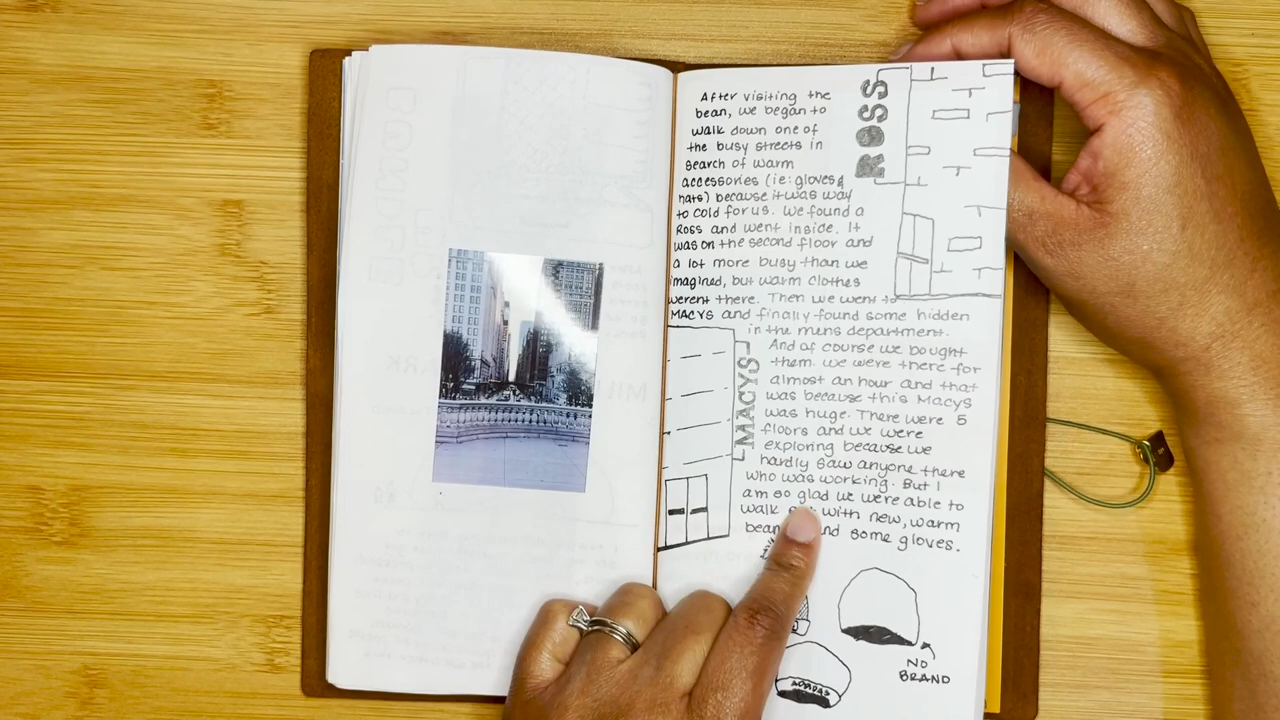 After visiting the
bean, we began to
walk down one of
the busy streets in
search of warm
accessories (ie: gloves &
hats) because it was way
to cold for us. We found a
Ross and went inside. It
was on the second floor and
a lot more busy than we
imagined, but warm clothes
werent there. Then we went to
MACYS and finally found some hidden
in the mens department.
And of course we bought
them. we were there for
almost an hour and that
was because this Macys
was huge. There were 5
floors and we were
exploring because we
hardly saw anyone there
who was working. But I
am so glad we were able to
walk with new, warm
and some gloves.
ROSS
MACYS
NO
BRAND
ADIDAS